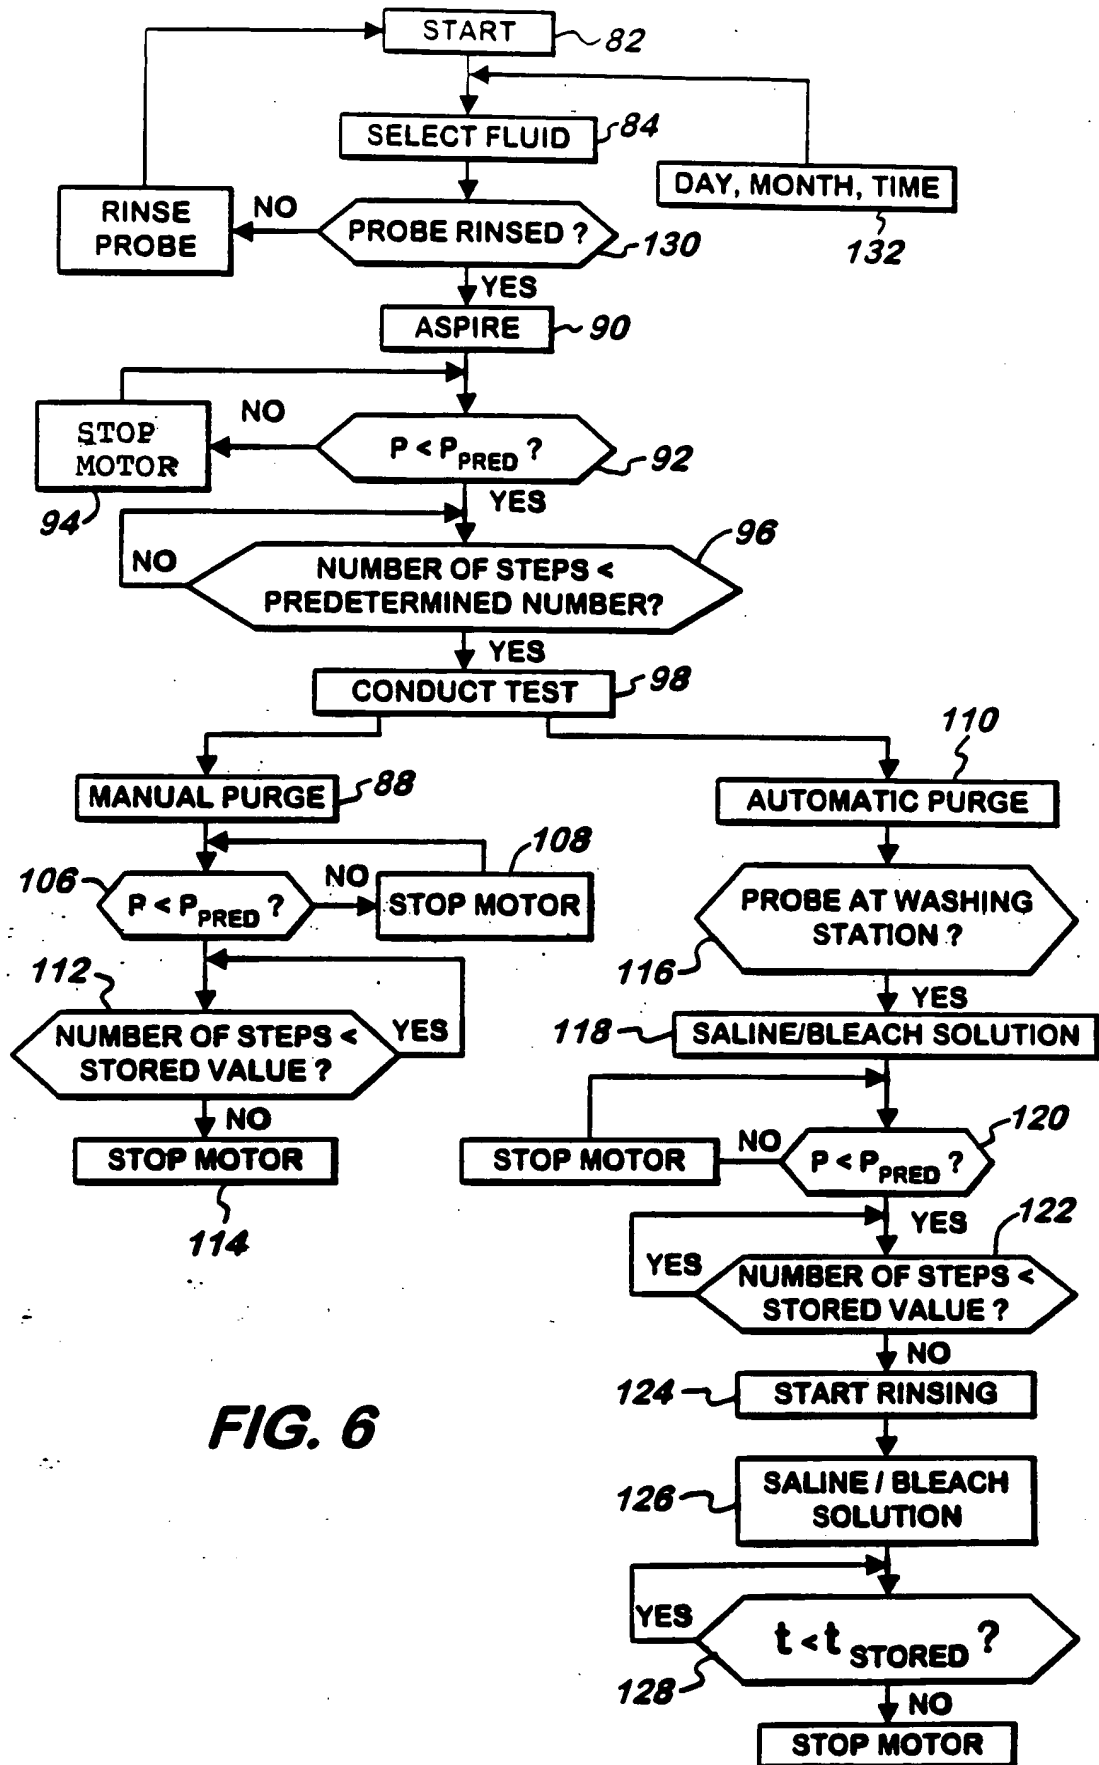 START
82
SELECT FLUID
84
DAY, MONTH, TIME
132
RINSE
PROBE
NO
PROBE RINSED ?
130
YES
ASPIRE
90
STOP
MOTOR
94
NO
P < P PRED ?
92
YES
NO
NUMBER OF STEPS <
PREDETERMINED NUMBER?
96
YES
CONDUCT TEST
98
MANUAL PURGE
88
106
P < P PRED ?
NO
STOP MOTOR
108
112
NUMBER OF STEPS <
STORED VALUE ?
YES
NO
STOP MOTOR
114
110
AUTOMATIC PURGE
PROBE AT WASHING
STATION ?
116
YES
118
SALINE/BLEACH SOLUTION
STOP MOTOR
NO
P < P PRED ?
120
YES
YES
NUMBER OF STEPS <
STORED VALUE ?
122
NO
124
START RINSING
126
SALINE / BLEACH
SOLUTION
YES
t < t STORED ?
128
NO
STOP MOTOR
FIG. 6